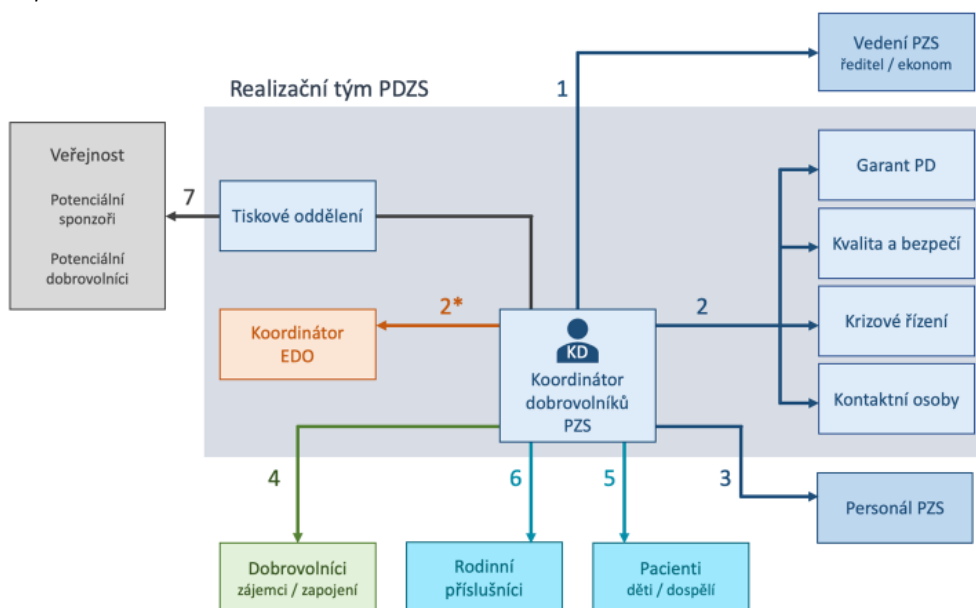 Vedení PZS
ředitel / ekonom
Realizační tým PDZS
1
Veřejnost
Potenciální
sponzoři
Potenciální
dobrovolníci
7
Tiskové oddělení
Garant PD
Kvalita a bezpečí
Krizové řízení
Kontaktní osoby
2*
2
Koordinátor
EDO
KD
Koordinátor
dobrovolníků
PZS
4
6
5
3
Personál PZS
Dobrovolníci
zájemci / zapojení
Rodinní
příslušníci
Pacienti
děti / dospělí